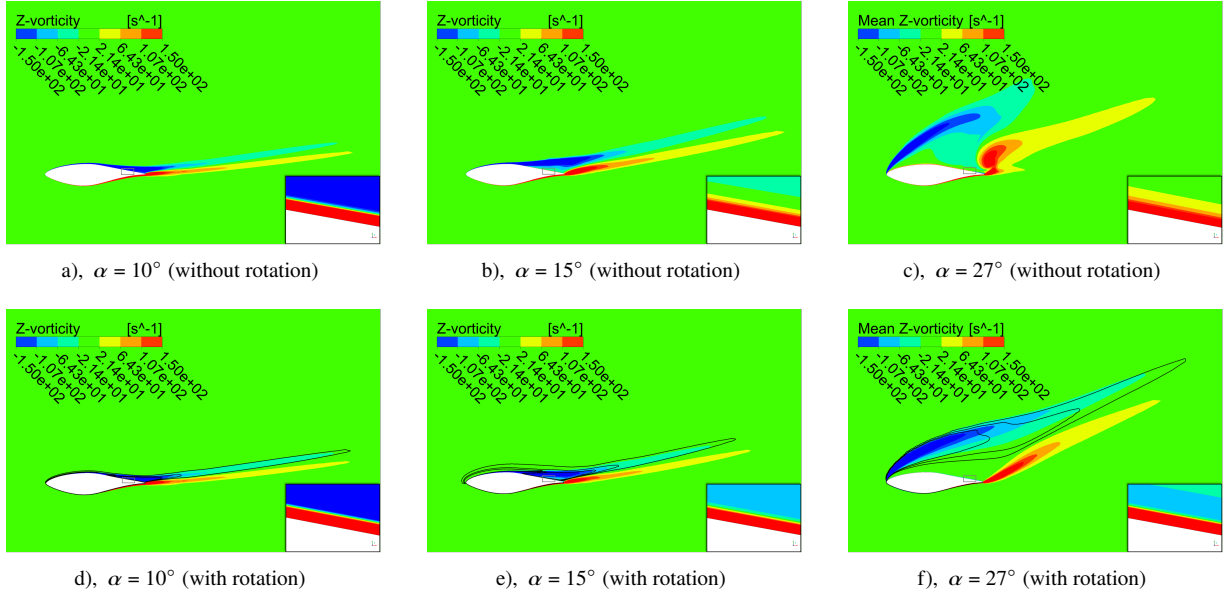 Z-vorticity [s^-1]
-1.50e+02
-1.07e+02
-6.43e+01
-2.14e+01
2.14e+01
6.43e+01
1.07e+02
1.50e+02
Z-vorticity [s^-1]
-1.50e+02
-1.07e+02
-6.43e+01
-2.14e+01
2.14e+01
6.43e+01
1.07e+02
1.50e+02
Mean Z-vorticity [s^-1]
-1.50e+02
-1.07e+02
-6.43e+01
-2.14e+01
2.14e+01
6.43e+01
1.07e+02
1.50e+02
a), α = 10° (without rotation)
b), α = 15° (without rotation)
c), α = 27° (without rotation)
Z-vorticity [s^-1]
-1.50e+02
-1.07e+02
-6.43e+01
-2.14e+01
2.14e+01
6.43e+01
1.07e+02
1.50e+02
Z-vorticity [s^-1]
-1.50e+02
-1.07e+02
-6.43e+01
-2.14e+01
2.14e+01
6.43e+01
1.07e+02
1.50e+02
Mean Z-vorticity [s^-1]
-1.50e+02
-1.07e+02
-6.43e+01
-2.14e+01
2.14e+01
6.43e+01
1.07e+02
1.50e+02
d), α = 10° (with rotation)
e), α = 15° (with rotation)
f), α = 27° (with rotation)